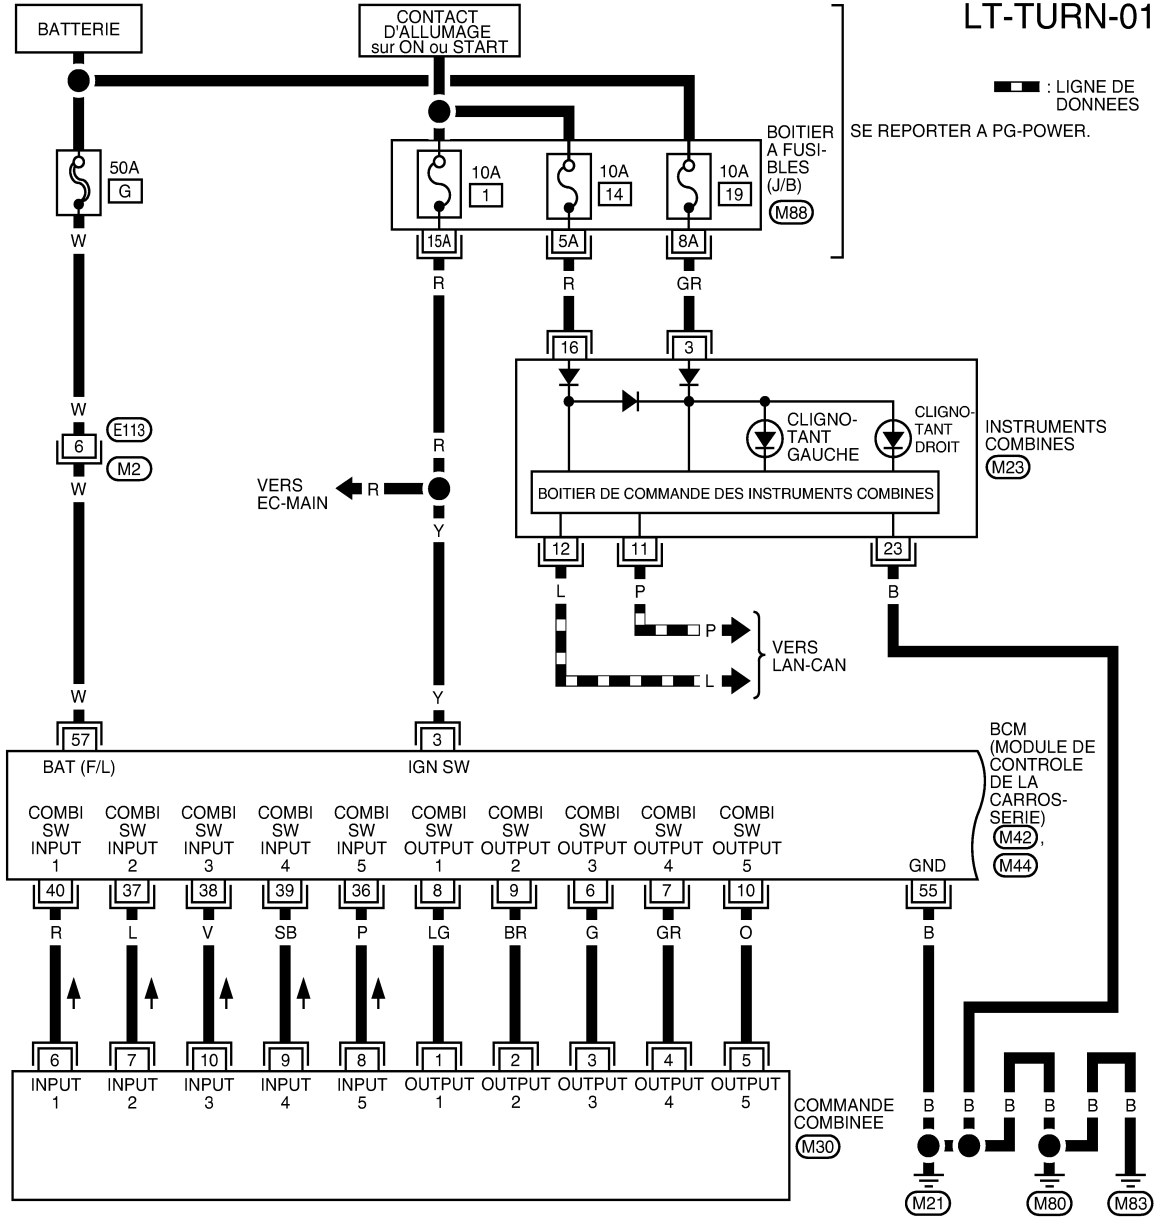 LT-TURN-01
BATTERIE
CONTACT
D'ALLUMAGE
sur ON ou START
: LIGNE DE
DONNEES
SE REPORTER A PG-POWER.
BOITIER
A FUSI-
BLES
(J/B)
M88
50A
G
10A
1
10A
14
10A
19
15A
5A
8A
W
R
R
GR
16
3
W
6
E113
M2
W
R
VERS
EC-MAIN
R
Y
CLIGNO-
TANT
GAUCHE
CLIGNO-
TANT
DROIT
INSTRUMENTS
COMBINES
M23
BOITIER DE COMMANDE DES INSTRUMENTS COMBINES
12
11
23
L
P
B
P
L
VERS
LAN-CAN
W
Y
57
3
BAT (F/L)
IGN SW
BCM
(MODULE DE
CONTROLE
DE LA
CARROS-
SERIE)
M42 ,
M44
COMBI
SW
INPUT
1
COMBI
SW
INPUT
2
COMBI
SW
INPUT
3
COMBI
SW
INPUT
4
COMBI
SW
INPUT
5
COMBI
SW
OUTPUT
1
COMBI
SW
OUTPUT
2
COMBI
SW
OUTPUT
3
COMBI
SW
OUTPUT
4
COMBI
SW
OUTPUT
5
GND
40
37
38
39
36
8
9
6
7
10
55
R
L
V
SB
P
LG
BR
G
GR
O
B
6
7
10
9
8
1
2
3
4
5
INPUT
1
INPUT
2
INPUT
3
INPUT
4
INPUT
5
OUTPUT
1
OUTPUT
2
OUTPUT
3
OUTPUT
4
OUTPUT
5
COMMANDE
COMBINEE
M30
B
B
B
B
B
B
M21
M80
M83